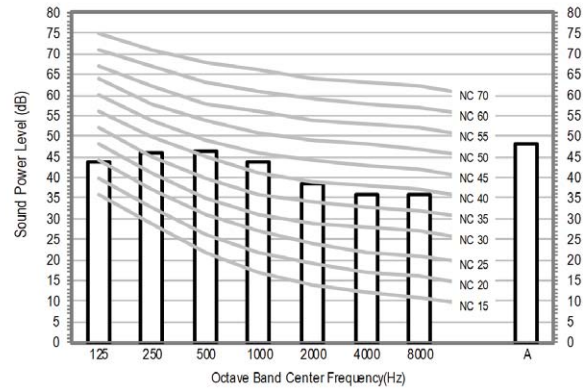 80 80
75 75
70 70
65 65
60 60
55 55
50 50
45 45
40 40
35 35
30 30
25 25
20 20
15 15
10 10
5 5
0 0
Sound Power Level (dB)
NC 70
NC 60
NC 55
NC 50
NC 45
NC 40
NC 35
NC 30
NC 25
NC 20
NC 15
125 250 500 1000 2000 4000 8000 A
Octave Band Center Frequency(Hz)